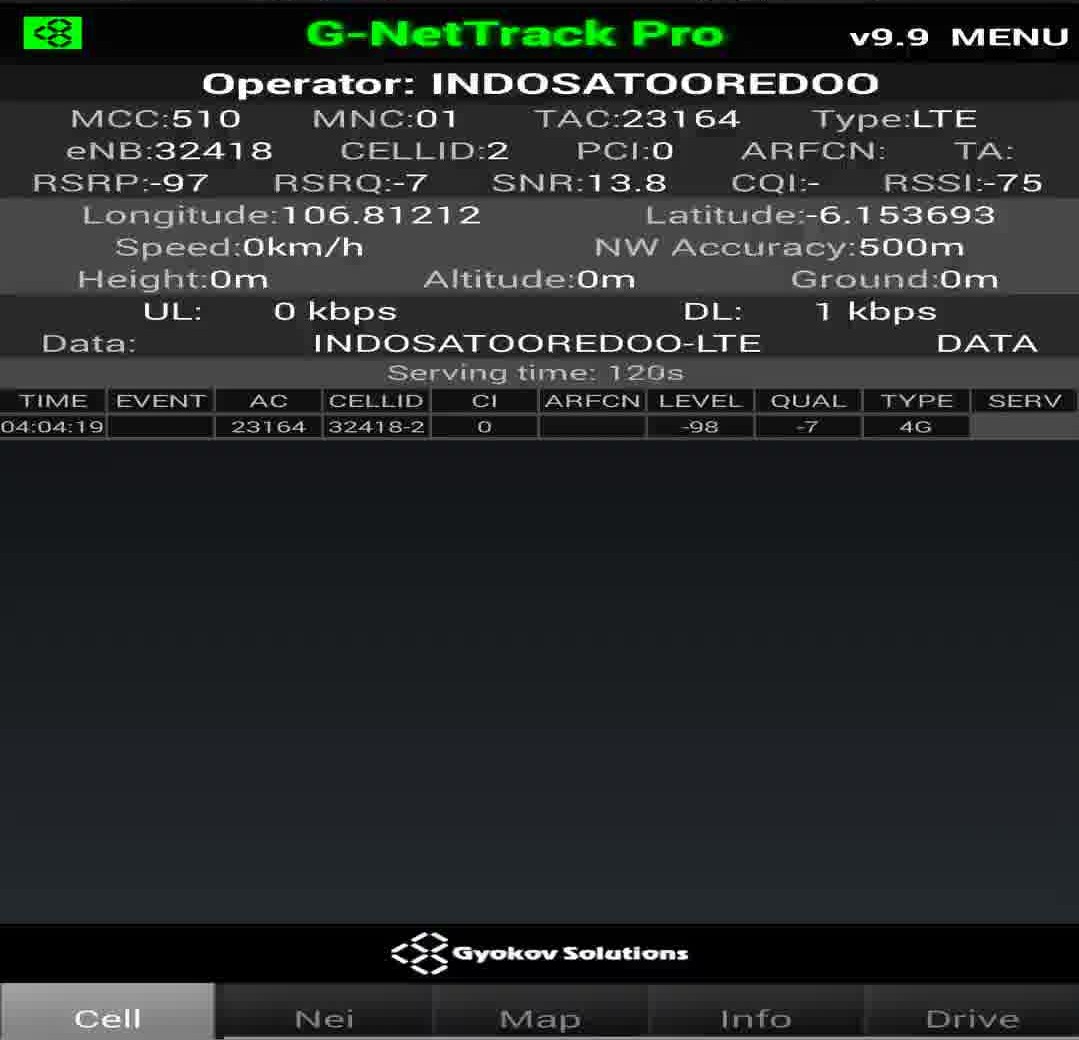 G-NetTrack Pro v9.9 MENU
Operator: INDOSATOOREDOO
MCC:510 MNC:01 TAC:23164 Type:LTE
eNB:32418 CELLID:2 PCI:0 ARFCN: TA:
RSRP:-97 RSRQ:-7 SNR:13.8 CQI:- RSSI:-75
Longitude:106.81212 Latitude:-6.153693
Speed:0km/h NW Accuracy:500m
Height:0m Altitude:0m Ground:0m
UL: 0 kbps DL: 1 kbps
Data: INDOSATOOREDOO-LTE DATA
Serving time: 120s
TIME EVENT AC CELLID CI ARFCN LEVEL QUAL TYPE SERV
04:04:19 23164 32418-2 0 -98 -7 4G
Gyokov Solutions
Cell Nei Map Info Drive